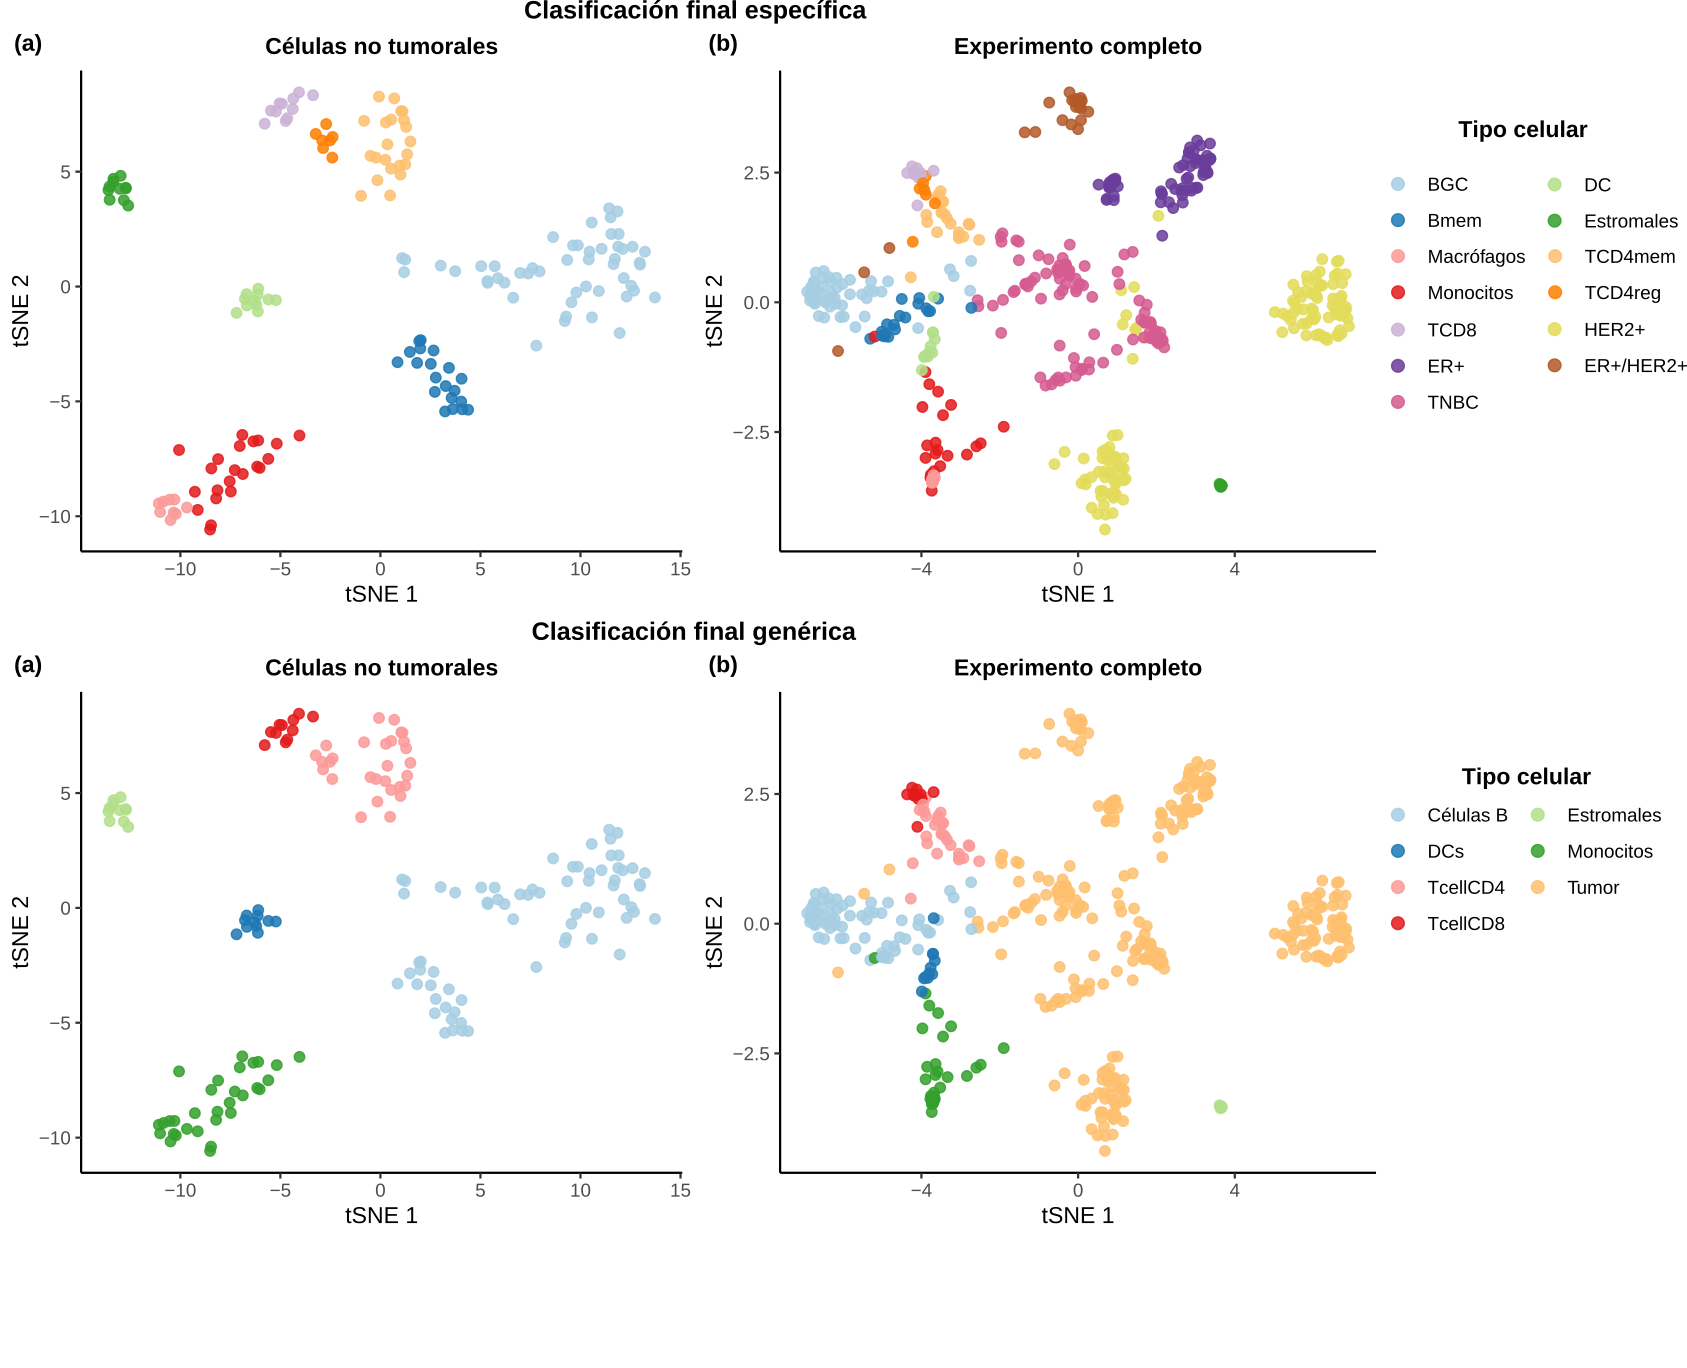 Clasificación final específica
(a)
Células no tumorales
(b)
Experimento completo
tSNE 2
5
0
−5
−10
−10
−5
0
5
10
15
tSNE 1
tSNE 2
2.5
0.0
−2.5
−4
0
4
tSNE 1
Tipo celular
BGC
DC
Bmem
Estromales
Macrófagos
TCD4mem
Monocitos
TCD4reg
TCD8
HER2+
ER+
ER+/HER2+
TNBC
Clasificación final genérica
(a)
Células no tumorales
(b)
Experimento completo
tSNE 2
5
0
−5
−10
−10
−5
0
5
10
15
tSNE 1
tSNE 2
2.5
0.0
−2.5
−4
0
4
tSNE 1
Tipo celular
Células B
Estromales
DCs
Monocitos
TcellCD4
Tumor
TcellCD8